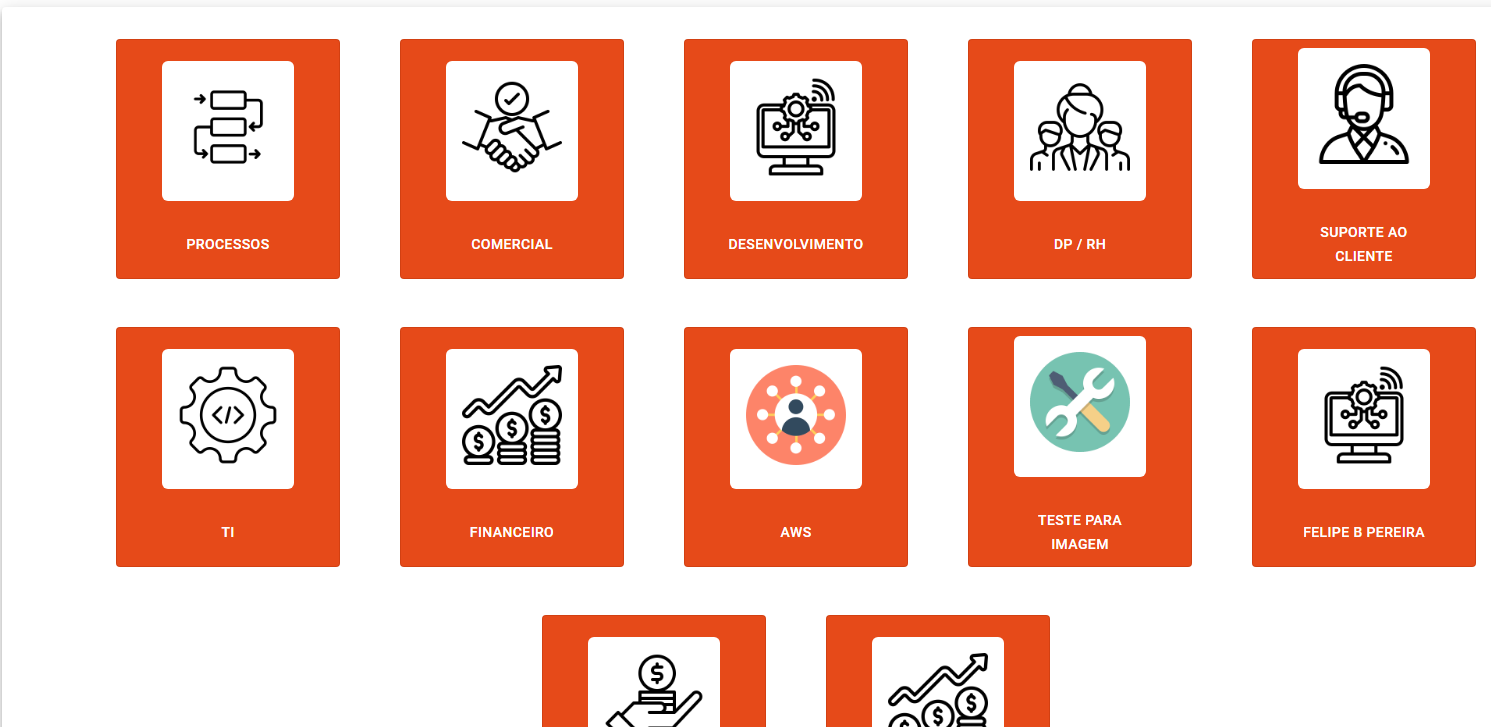 PROCESSOS
COMERCIAL
DESENVOLVIMENTO
DP / RH
SUPORTE AO
CLIENTE
TI
FINANCEIRO
AWS
TESTE PARA
IMAGEM
FELIPE B PEREIRA